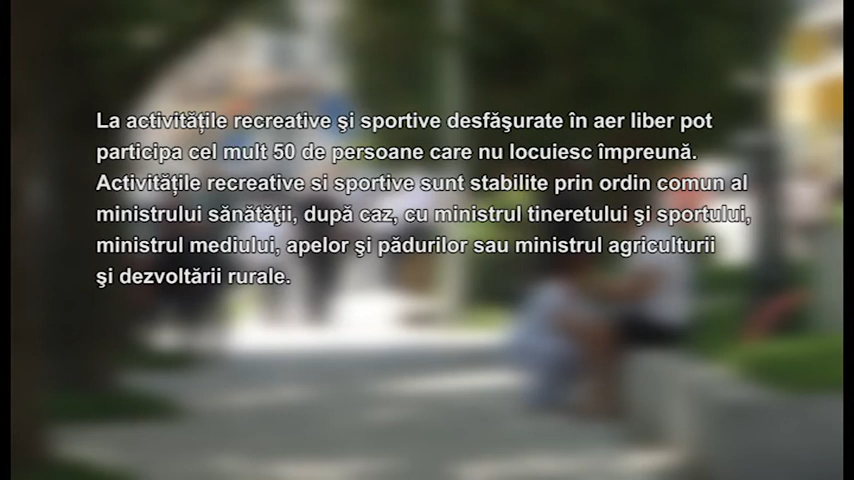 La activitățile recreative şi sportive desfăşurate în aer liber pot
participa cel mult 50 de persoane care nu locuiesc împreună.
Activitățile recreative si sportive sunt stabilite prin ordin comun al
ministrului sănătăţii, după caz, cu ministrul tineretului şi sportului,
ministrul mediului, apelor şi pădurilor sau ministrul agriculturii
şi dezvoltării rurale.